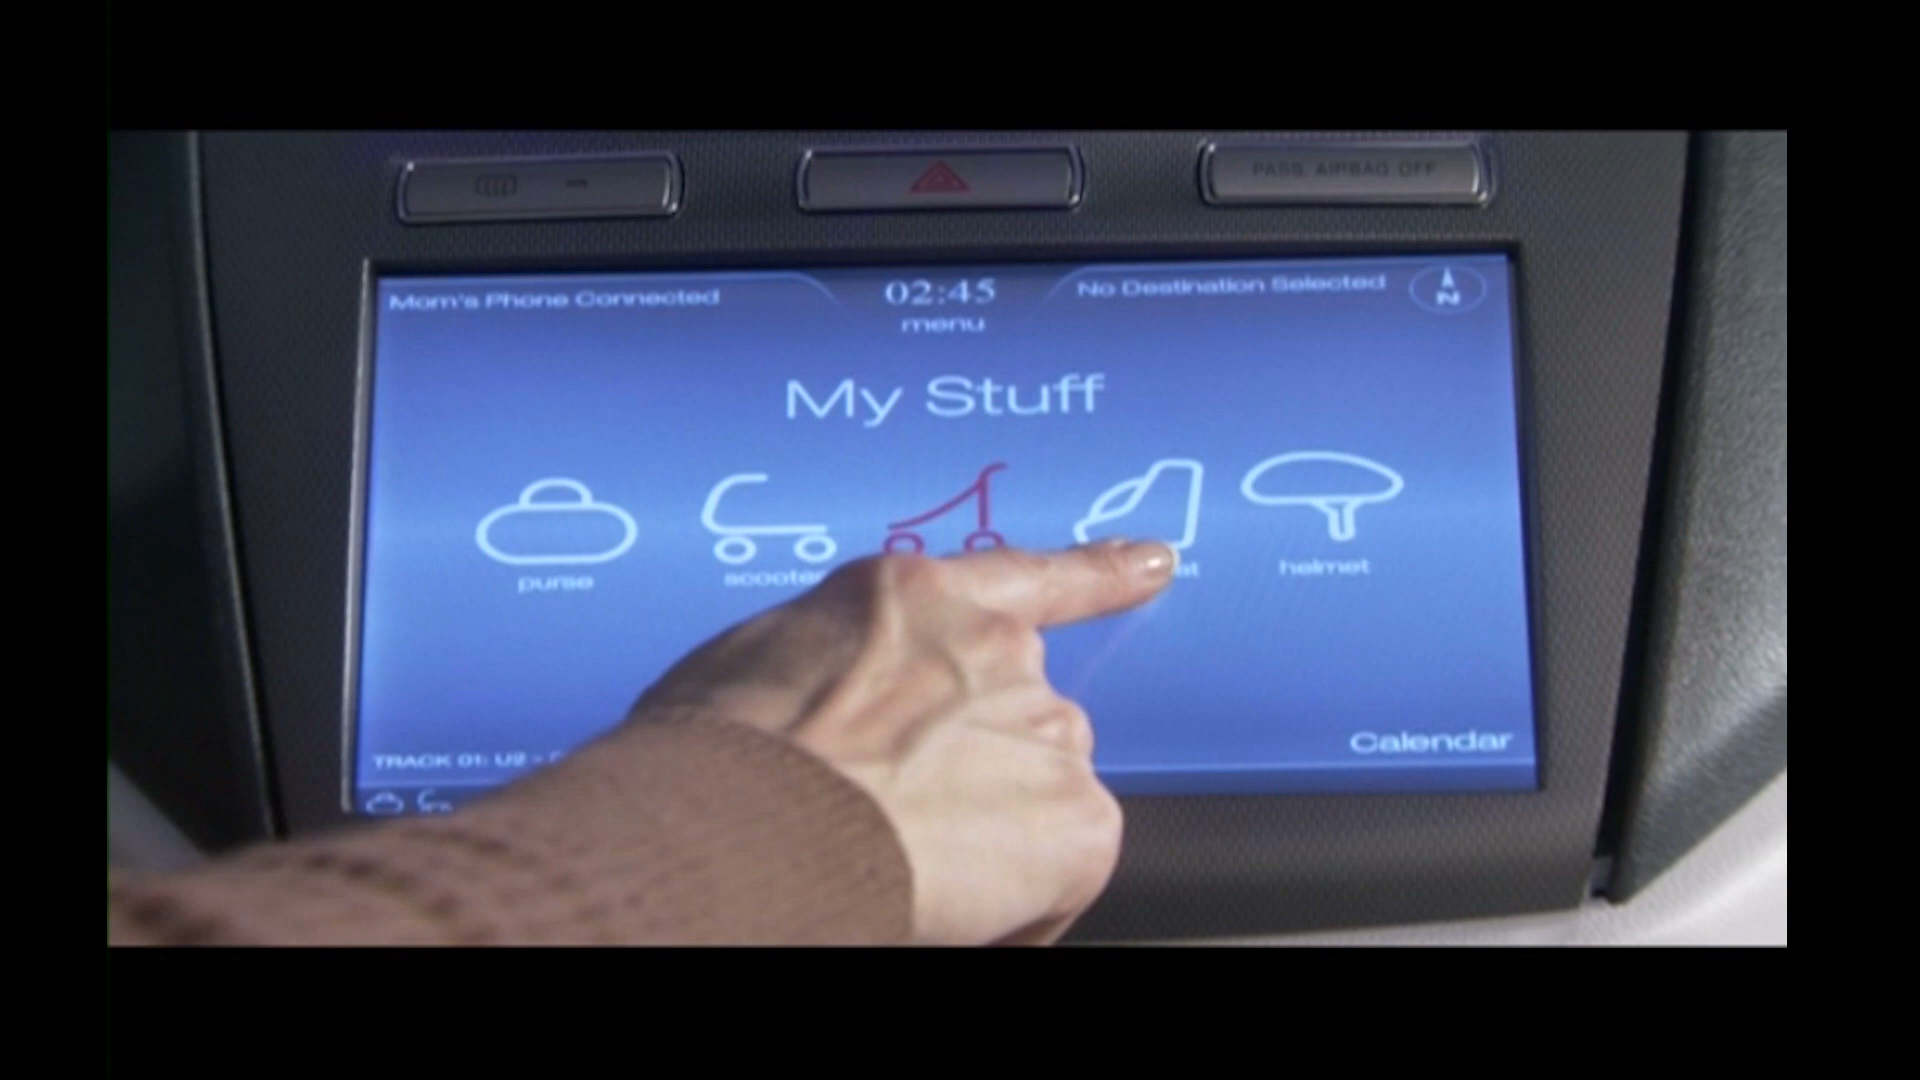 PASS AIRBAG OFF
Mom's Phone Connected
02:45
No Destination Selected
N
menu
My Stuff
purse
scooter
helmet
Calendar
TRACK 01: U2 -